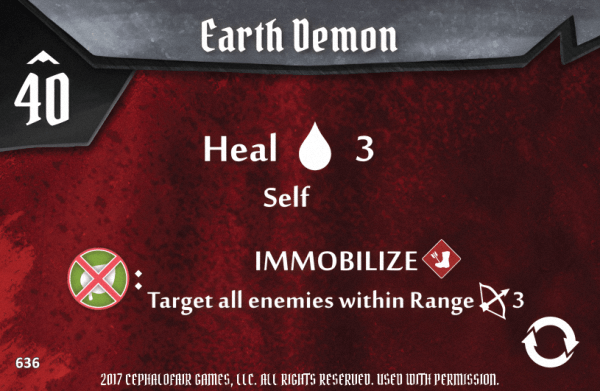 Earth Demon
40
Heal 3
Self
IMMOBILIZE
: Target all enemies within Range 3
636
2017 CEPHALOFAIR GAMES, LLC. ALL RIGHTS RESERVED. USED WITH PERMISSION.